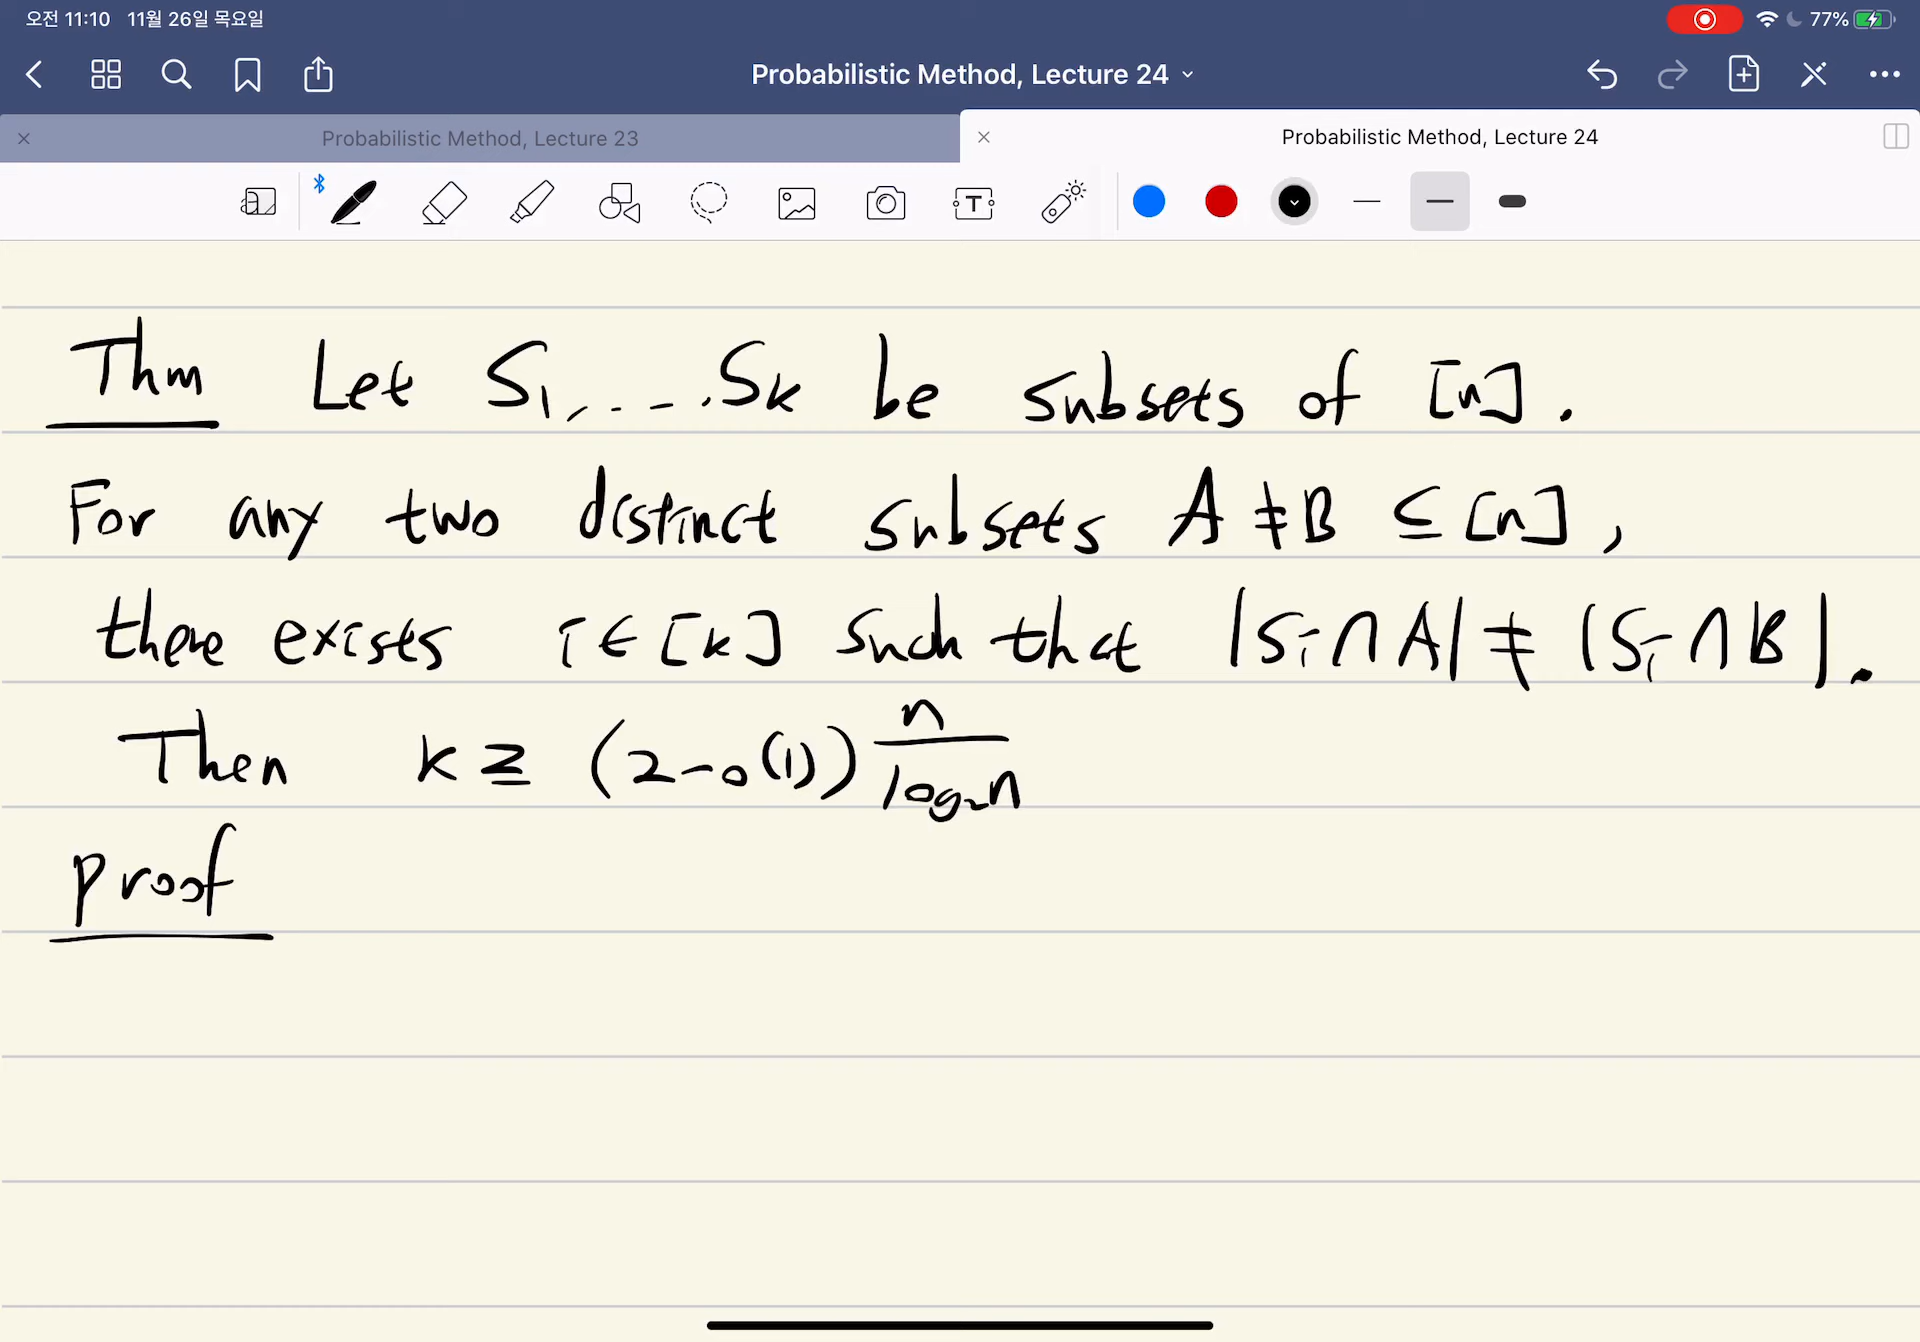 오전 11:10 11월 26일 목요일 77%
Probabilistic Method, Lecture 24
Probabilistic Method, Lecture 23 Probabilistic Method, Lecture 24
a T
Thm Let S₁, ... , Sₖ be subsets of [n].
For any two distinct subsets A ≠ B ⊆ [n],
there exists i ∈ [k] such that |Sᵢ ∩ A| ≠ |Sᵢ ∩ B|.
Then k ≥ (2-o(1)) n/log₂n
proof